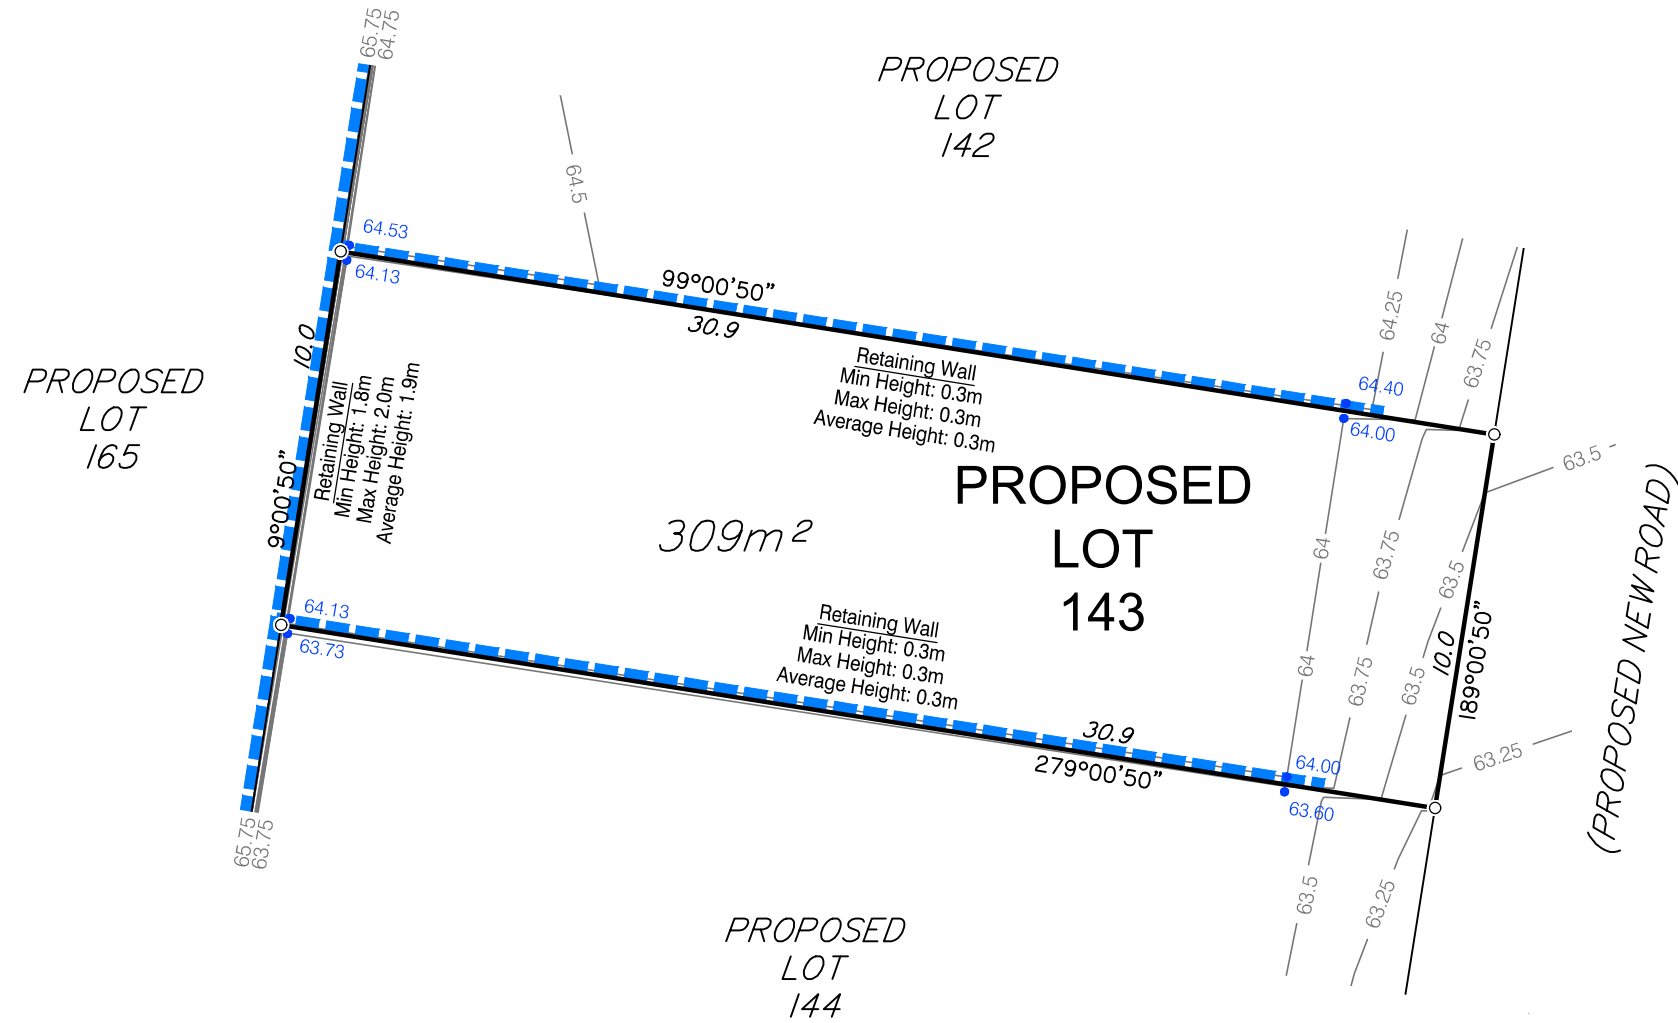 65.75
64.75
PROPOSED
LOT
142
64.5
64.53
64.13
99°00'50"
30.9
64.25
64
63.75
Retaining Wall
Min Height: 0.3m
Max Height: 0.3m
Average Height: 0.3m
64.40
64.00
10.0
9°00'50"
Retaining Wall
Min Height: 1.8m
Max Height: 2.0m
Average Height: 1.9m
PROPOSED
LOT
165
63.5
PROPOSED
LOT
143
309m²
64
63.75
63.5
64
63.75
63.5
10.0
189°00'50"
(PROPOSED NEW ROAD)
64.13
63.73
Retaining Wall
Min Height: 0.3m
Max Height: 0.3m
Average Height: 0.3m
30.9
279°00'50"
64.00
63.60
63.25
65.75
63.75
63.5
63.25
PROPOSED
LOT
144